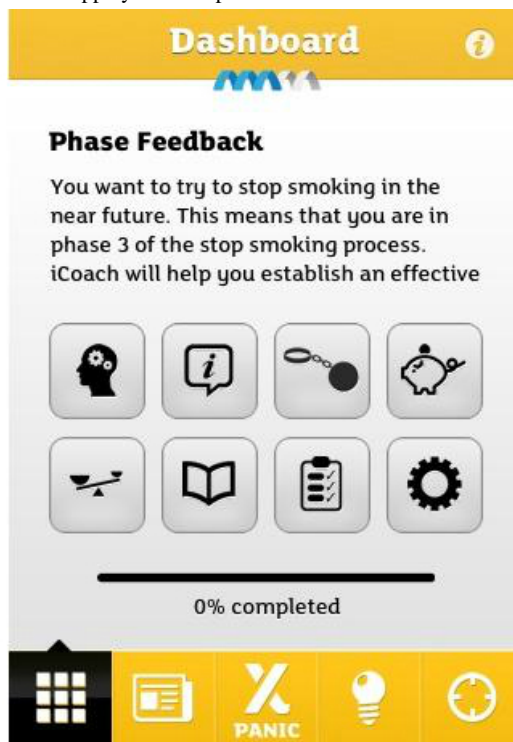 Dashboard
Phase Feedback
You want to try to stop smoking in the
near future. This means that you are in
phase 3 of the stop smoking process.
iCoach will help you establish an effective
0% completed
PANIC